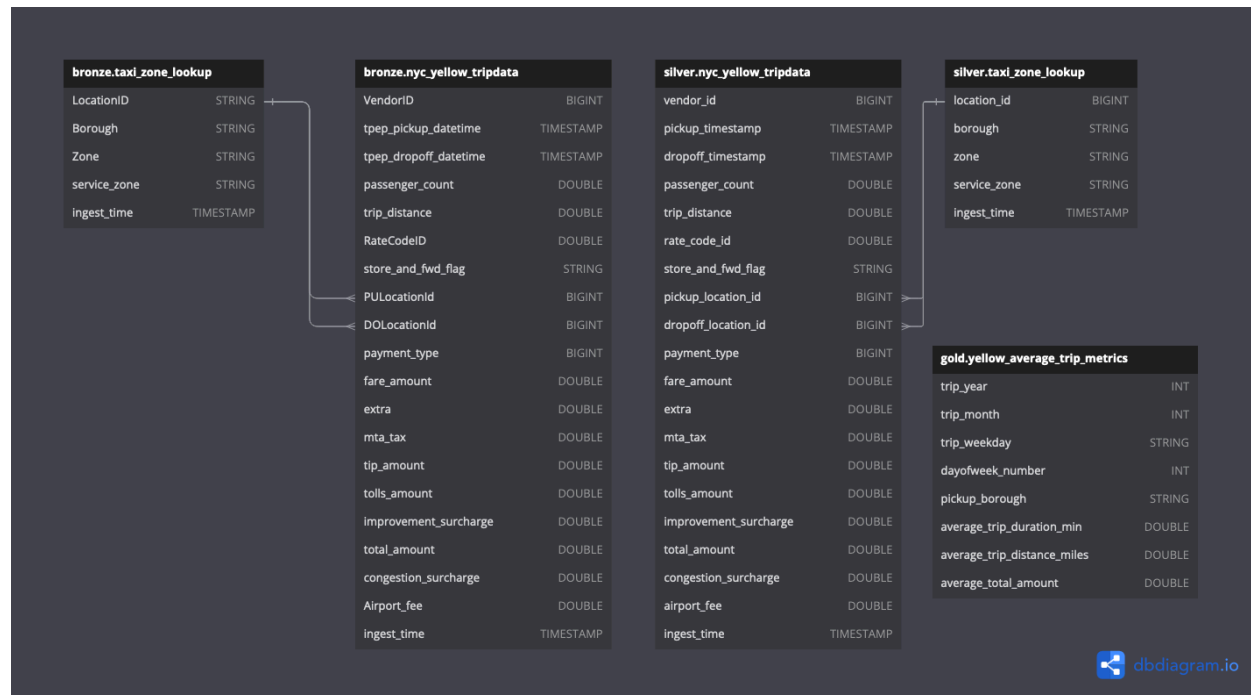 bronze.taxi_zone_lookup
LocationID STRING
Borough STRING
Zone STRING
service_zone STRING
ingest_time TIMESTAMP
bronze.nyc_yellow_tripdata
VendorID BIGINT
tpep_pickup_datetime TIMESTAMP
tpep_dropoff_datetime TIMESTAMP
passenger_count DOUBLE
trip_distance DOUBLE
RateCodeID DOUBLE
store_and_fwd_flag STRING
PULocationId BIGINT
DOLocationId BIGINT
payment_type BIGINT
fare_amount DOUBLE
extra DOUBLE
mta_tax DOUBLE
tip_amount DOUBLE
tolls_amount DOUBLE
improvement_surcharge DOUBLE
total_amount DOUBLE
congestion_surcharge DOUBLE
Airport_fee DOUBLE
ingest_time TIMESTAMP
silver.nyc_yellow_tripdata
vendor_id BIGINT
pickup_timestamp TIMESTAMP
dropoff_timestamp TIMESTAMP
passenger_count DOUBLE
trip_distance DOUBLE
rate_code_id DOUBLE
store_and_fwd_flag STRING
pickup_location_id BIGINT
dropoff_location_id BIGINT
payment_type BIGINT
fare_amount DOUBLE
extra DOUBLE
mta_tax DOUBLE
tip_amount DOUBLE
tolls_amount DOUBLE
improvement_surcharge DOUBLE
total_amount DOUBLE
congestion_surcharge DOUBLE
airport_fee DOUBLE
ingest_time TIMESTAMP
silver.taxi_zone_lookup
location_id BIGINT
borough STRING
zone STRING
service_zone STRING
ingest_time TIMESTAMP
gold.yellow_average_trip_metrics
trip_year INT
trip_month INT
trip_weekday STRING
dayofweek_number INT
pickup_borough STRING
average_trip_duration_min DOUBLE
average_trip_distance_miles DOUBLE
average_total_amount DOUBLE
dbdiagram.io